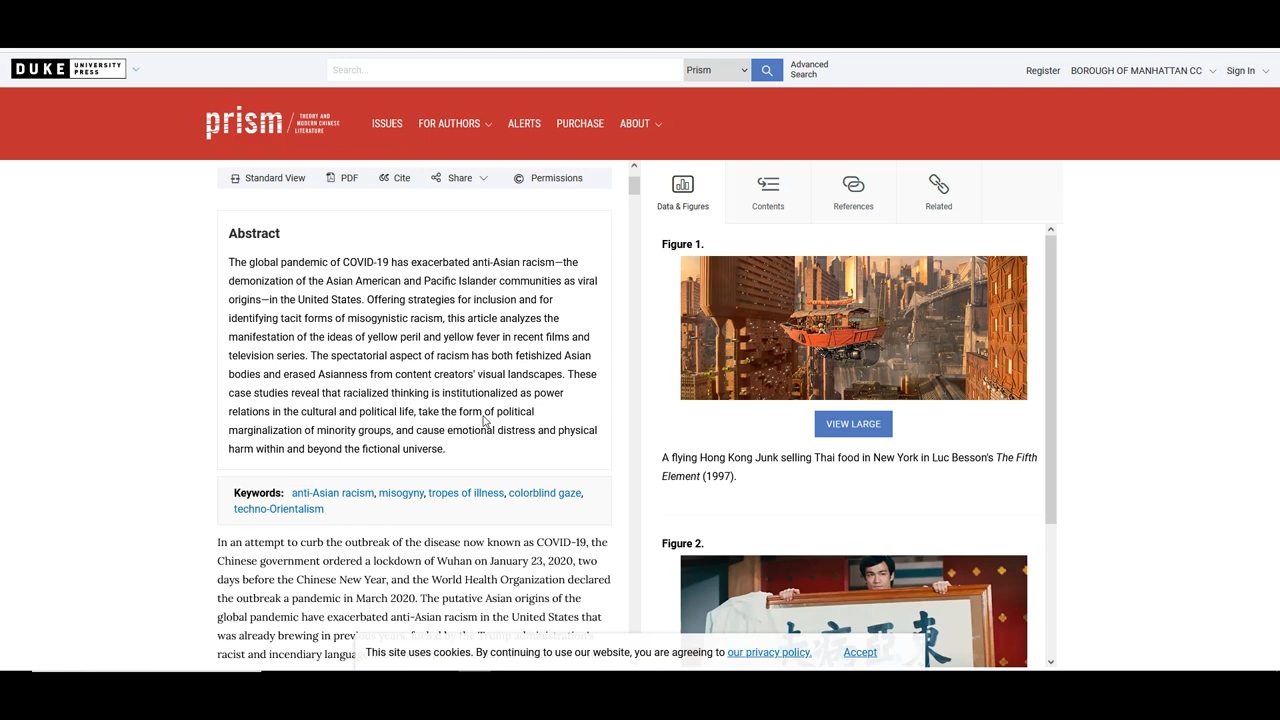 DUKE UNIVERSITY PRESS
Search...
Prism
Advanced Search
Register
BOROUGH OF MANHATTAN CC
Sign In
prism / THEORY AND MODERN CHINESE LITERATURE
ISSUES
FOR AUTHORS
ALERTS
PURCHASE
ABOUT
Standard View
PDF
Cite
Share
Permissions
Abstract
The global pandemic of COVID-19 has exacerbated anti-Asian racism—the
demonization of the Asian American and Pacific Islander communities as viral
origins—in the United States. Offering strategies for inclusion and for
identifying tacit forms of misogynistic racism, this article analyzes the
manifestation of the ideas of yellow peril and yellow fever in recent films and
television series. The spectatorial aspect of racism has both fetishized Asian
bodies and erased Asianness from content creators' visual landscapes. These
case studies reveal that racialized thinking is institutionalized as power
relations in the cultural and political life, take the form of political
marginalization of minority groups, and cause emotional distress and physical
harm within and beyond the fictional universe.
Keywords: anti-Asian racism, misogyny, tropes of illness, colorblind gaze,
techno-Orientalism
In an attempt to curb the outbreak of the disease now known as COVID-19, the
Chinese government ordered a lockdown of Wuhan on January 23, 2020, two
days before the Chinese New Year, and the World Health Organization declared
the outbreak a pandemic in March 2020. The putative Asian origins of the
global pandemic have exacerbated anti-Asian racism in the United States that
was already brewing in previous years, fueled by the Trump administration's
racist and incendiary
Data & Figures
Contents
References
Related
Figure 1.
VIEW LARGE
A flying Hong Kong Junk selling Thai food in New York in Luc Besson's The Fifth
Element (1997).
Figure 2.
東亞病夫
This site uses cookies. By continuing to use our website, you are agreeing to our privacy policy.
Accept